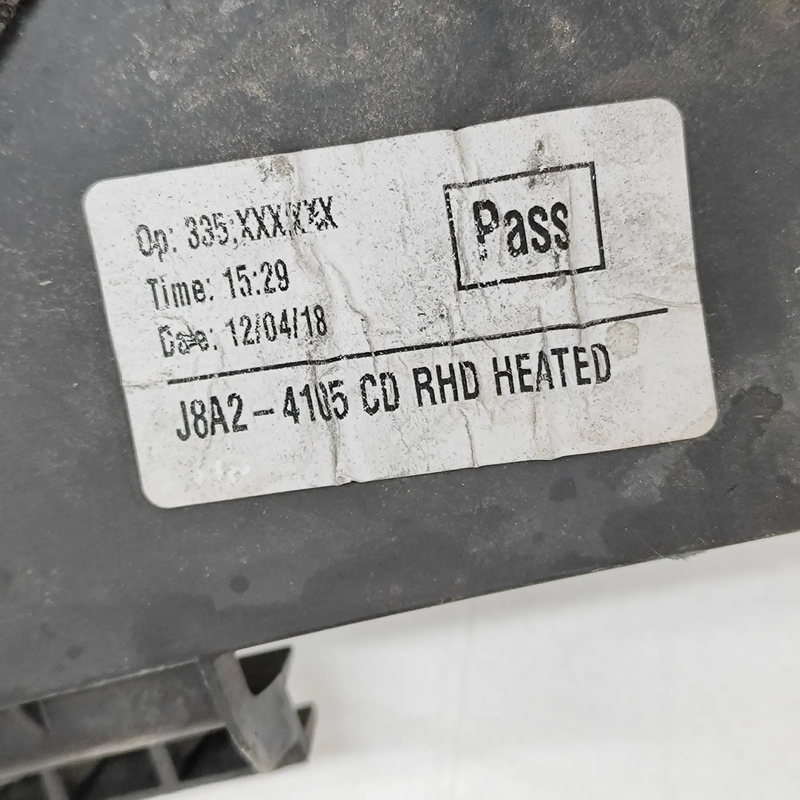 Op: 335;XXX,XXX
Pass
Time: 15:29
Date: 12/04/18
J8A2-4105 CD RHD HEATED